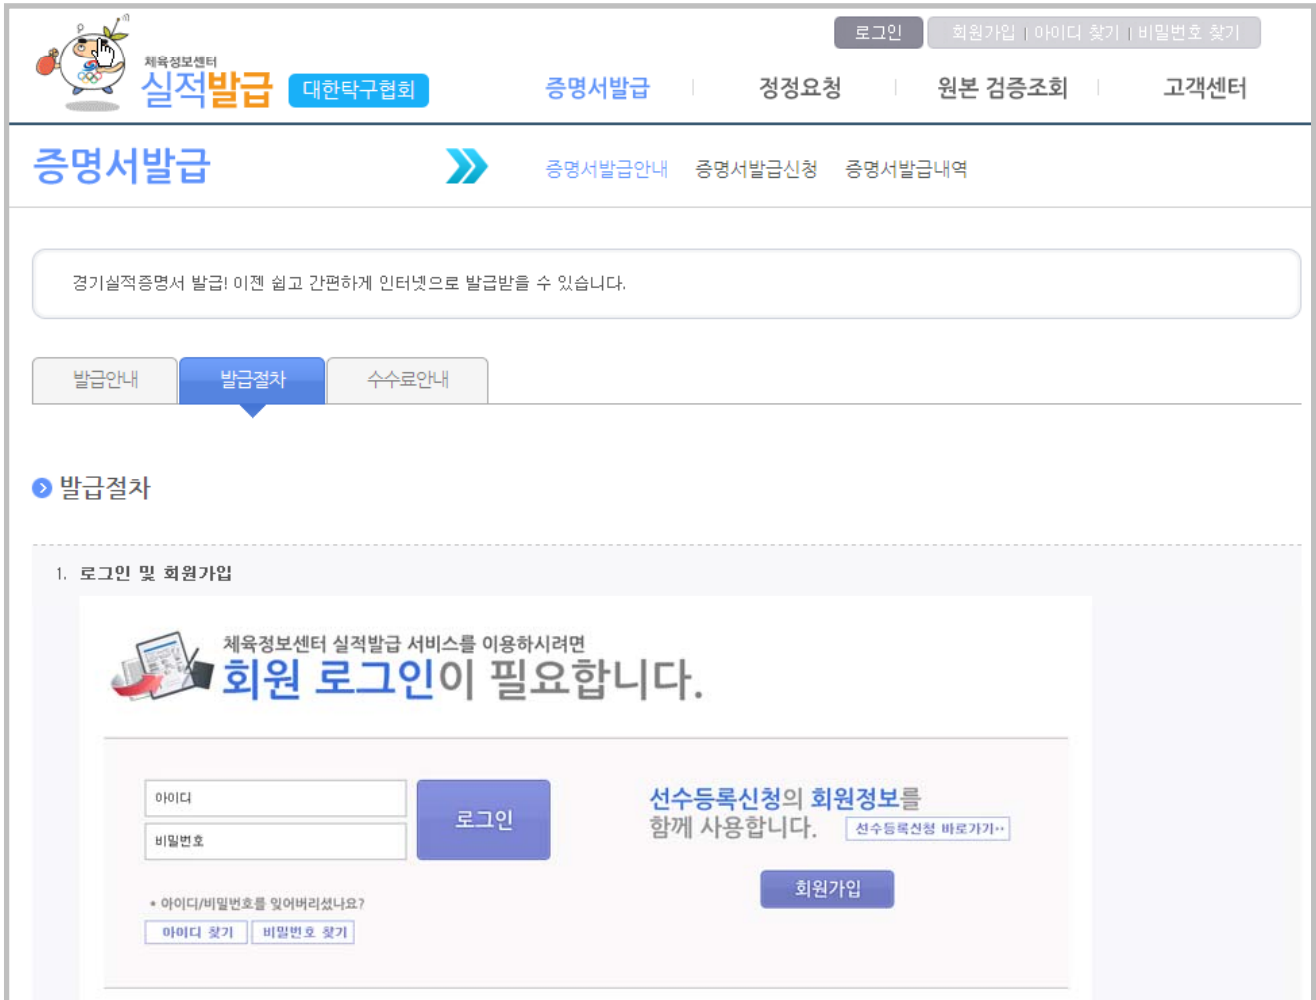 로그인 회원가입 | 아이디 찾기 | 비밀번호 찾기
체육정보센터
실적발급 대한탁구협회 증명서발급 정정요청 원본 검증조회 고객센터
증명서발급 증명서발급안내 증명서발급신청 증명서발급내역
경기실적증명서 발급! 이젠 쉽고 간편하게 인터넷으로 발급받을 수 있습니다.
발급안내 발급절차 수수료안내
발급절차
1. 로그인 및 회원가입
체육정보센터 실적발급 서비스를 이용하시려면
회원 로그인이 필요합니다.
아이디
비밀번호
로그인
선수등록신청의 회원정보를
함께 사용합니다. 선수등록신청 바로가기··
회원가입
• 아이디/비밀번호를 잊어버리셨나요?
아이디 찾기 비밀번호 찾기